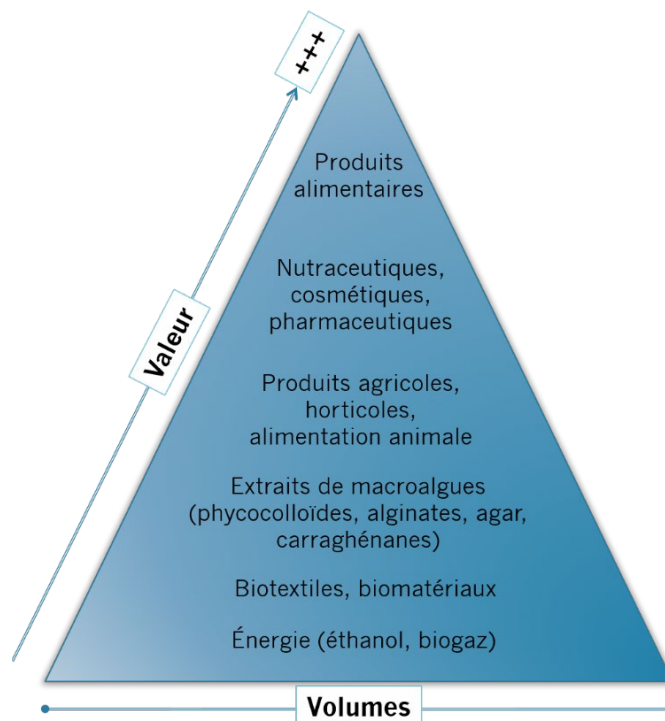 +++
Produits
alimentaires
Nutraceutiques,
cosmétiques,
pharmaceutiques
Valeur
Produits agricoles,
horticoles,
alimentation animale
Extraits de macroalgues
(phycocolloïdes, alginates, agar,
carraghénanes)
Biotextiles, biomatériaux
Énergie (éthanol, biogaz)
Volumes